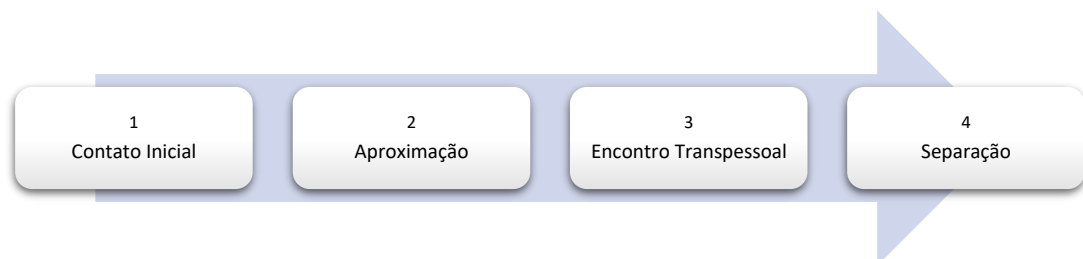 1
Contato Inicial
2
Aproximação
3
Encontro Transpessoal
4
Separação